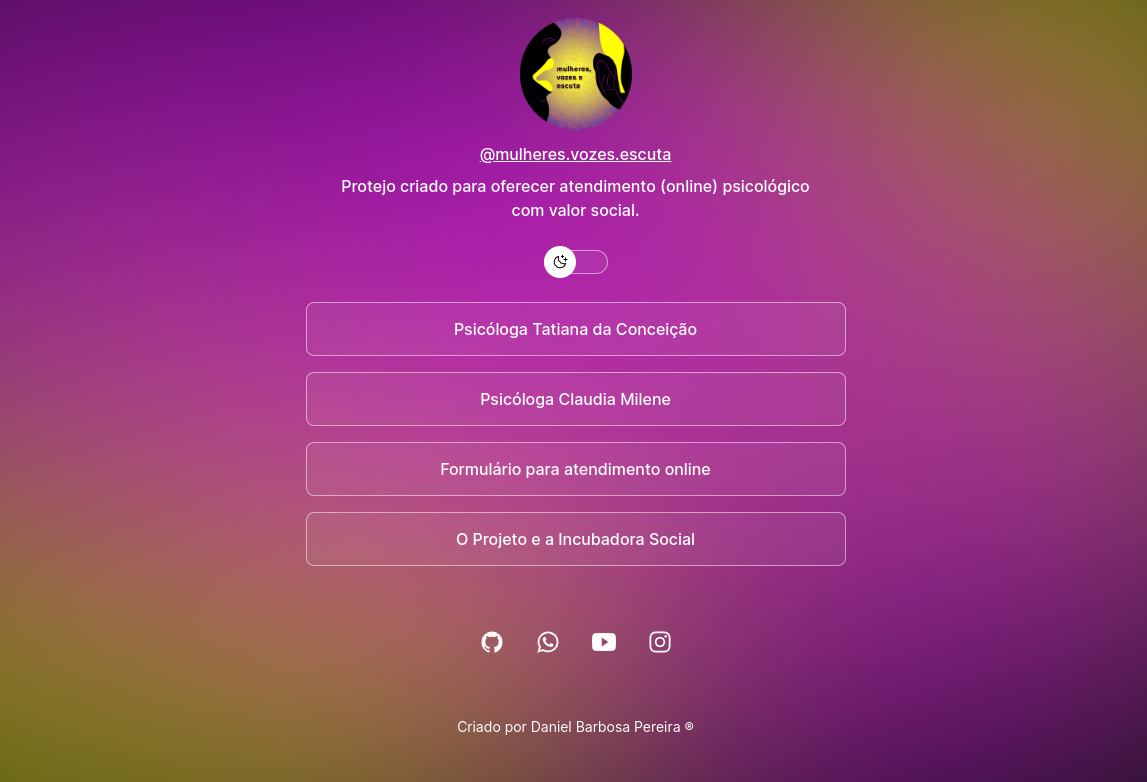 mulheres,
vozes e
escuta
@mulheres.vozes.escuta
Protejo criado para oferecer atendimento (online) psicológico
com valor social.
Psicóloga Tatiana da Conceição
Psicóloga Claudia Milene
Formulário para atendimento online
O Projeto e a Incubadora Social
Criado por Daniel Barbosa Pereira ®